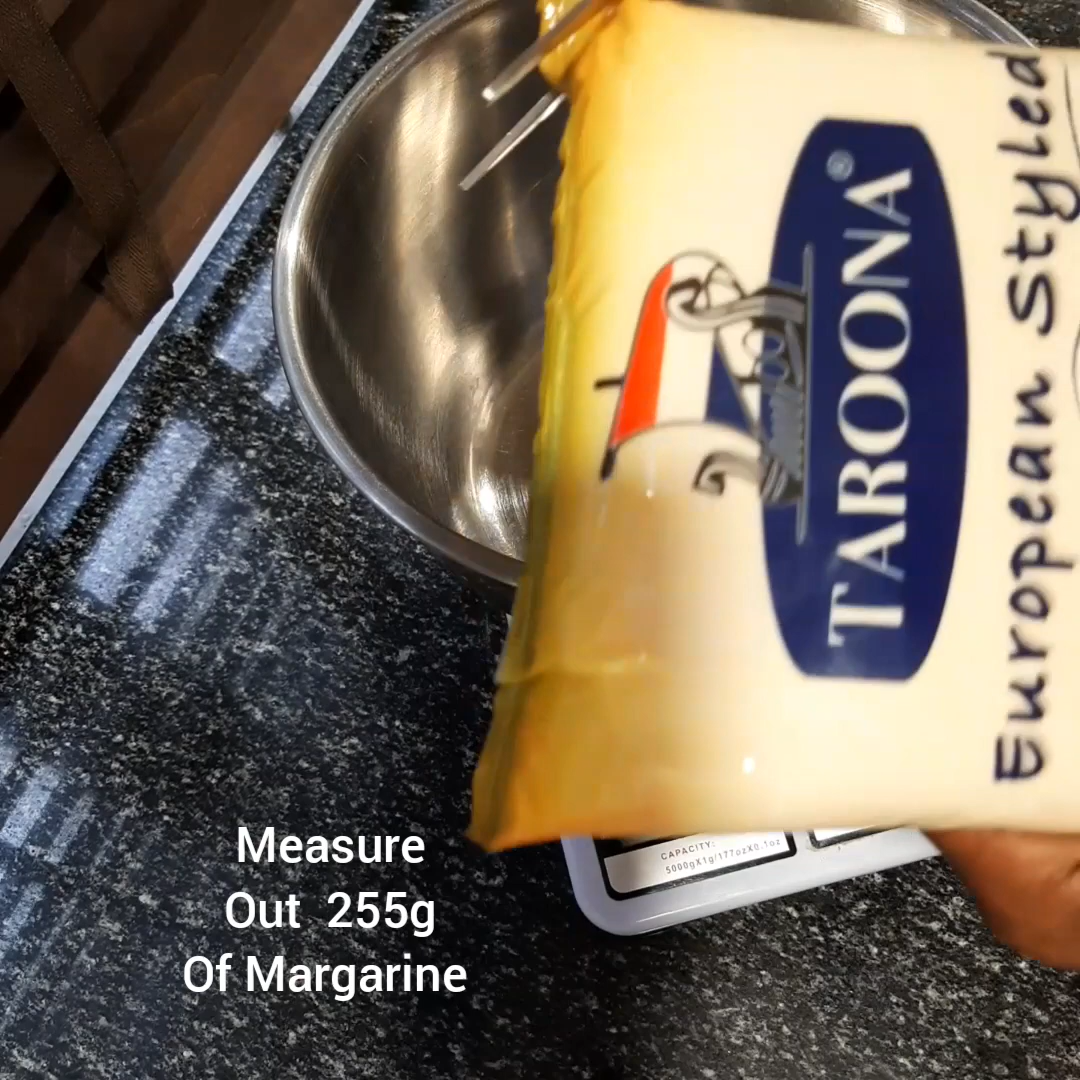 TAROONA®
European Styled
CAPACITY:
5000gX1g/177ozX0.1oz
Measure
Out 255g
Of Margarine